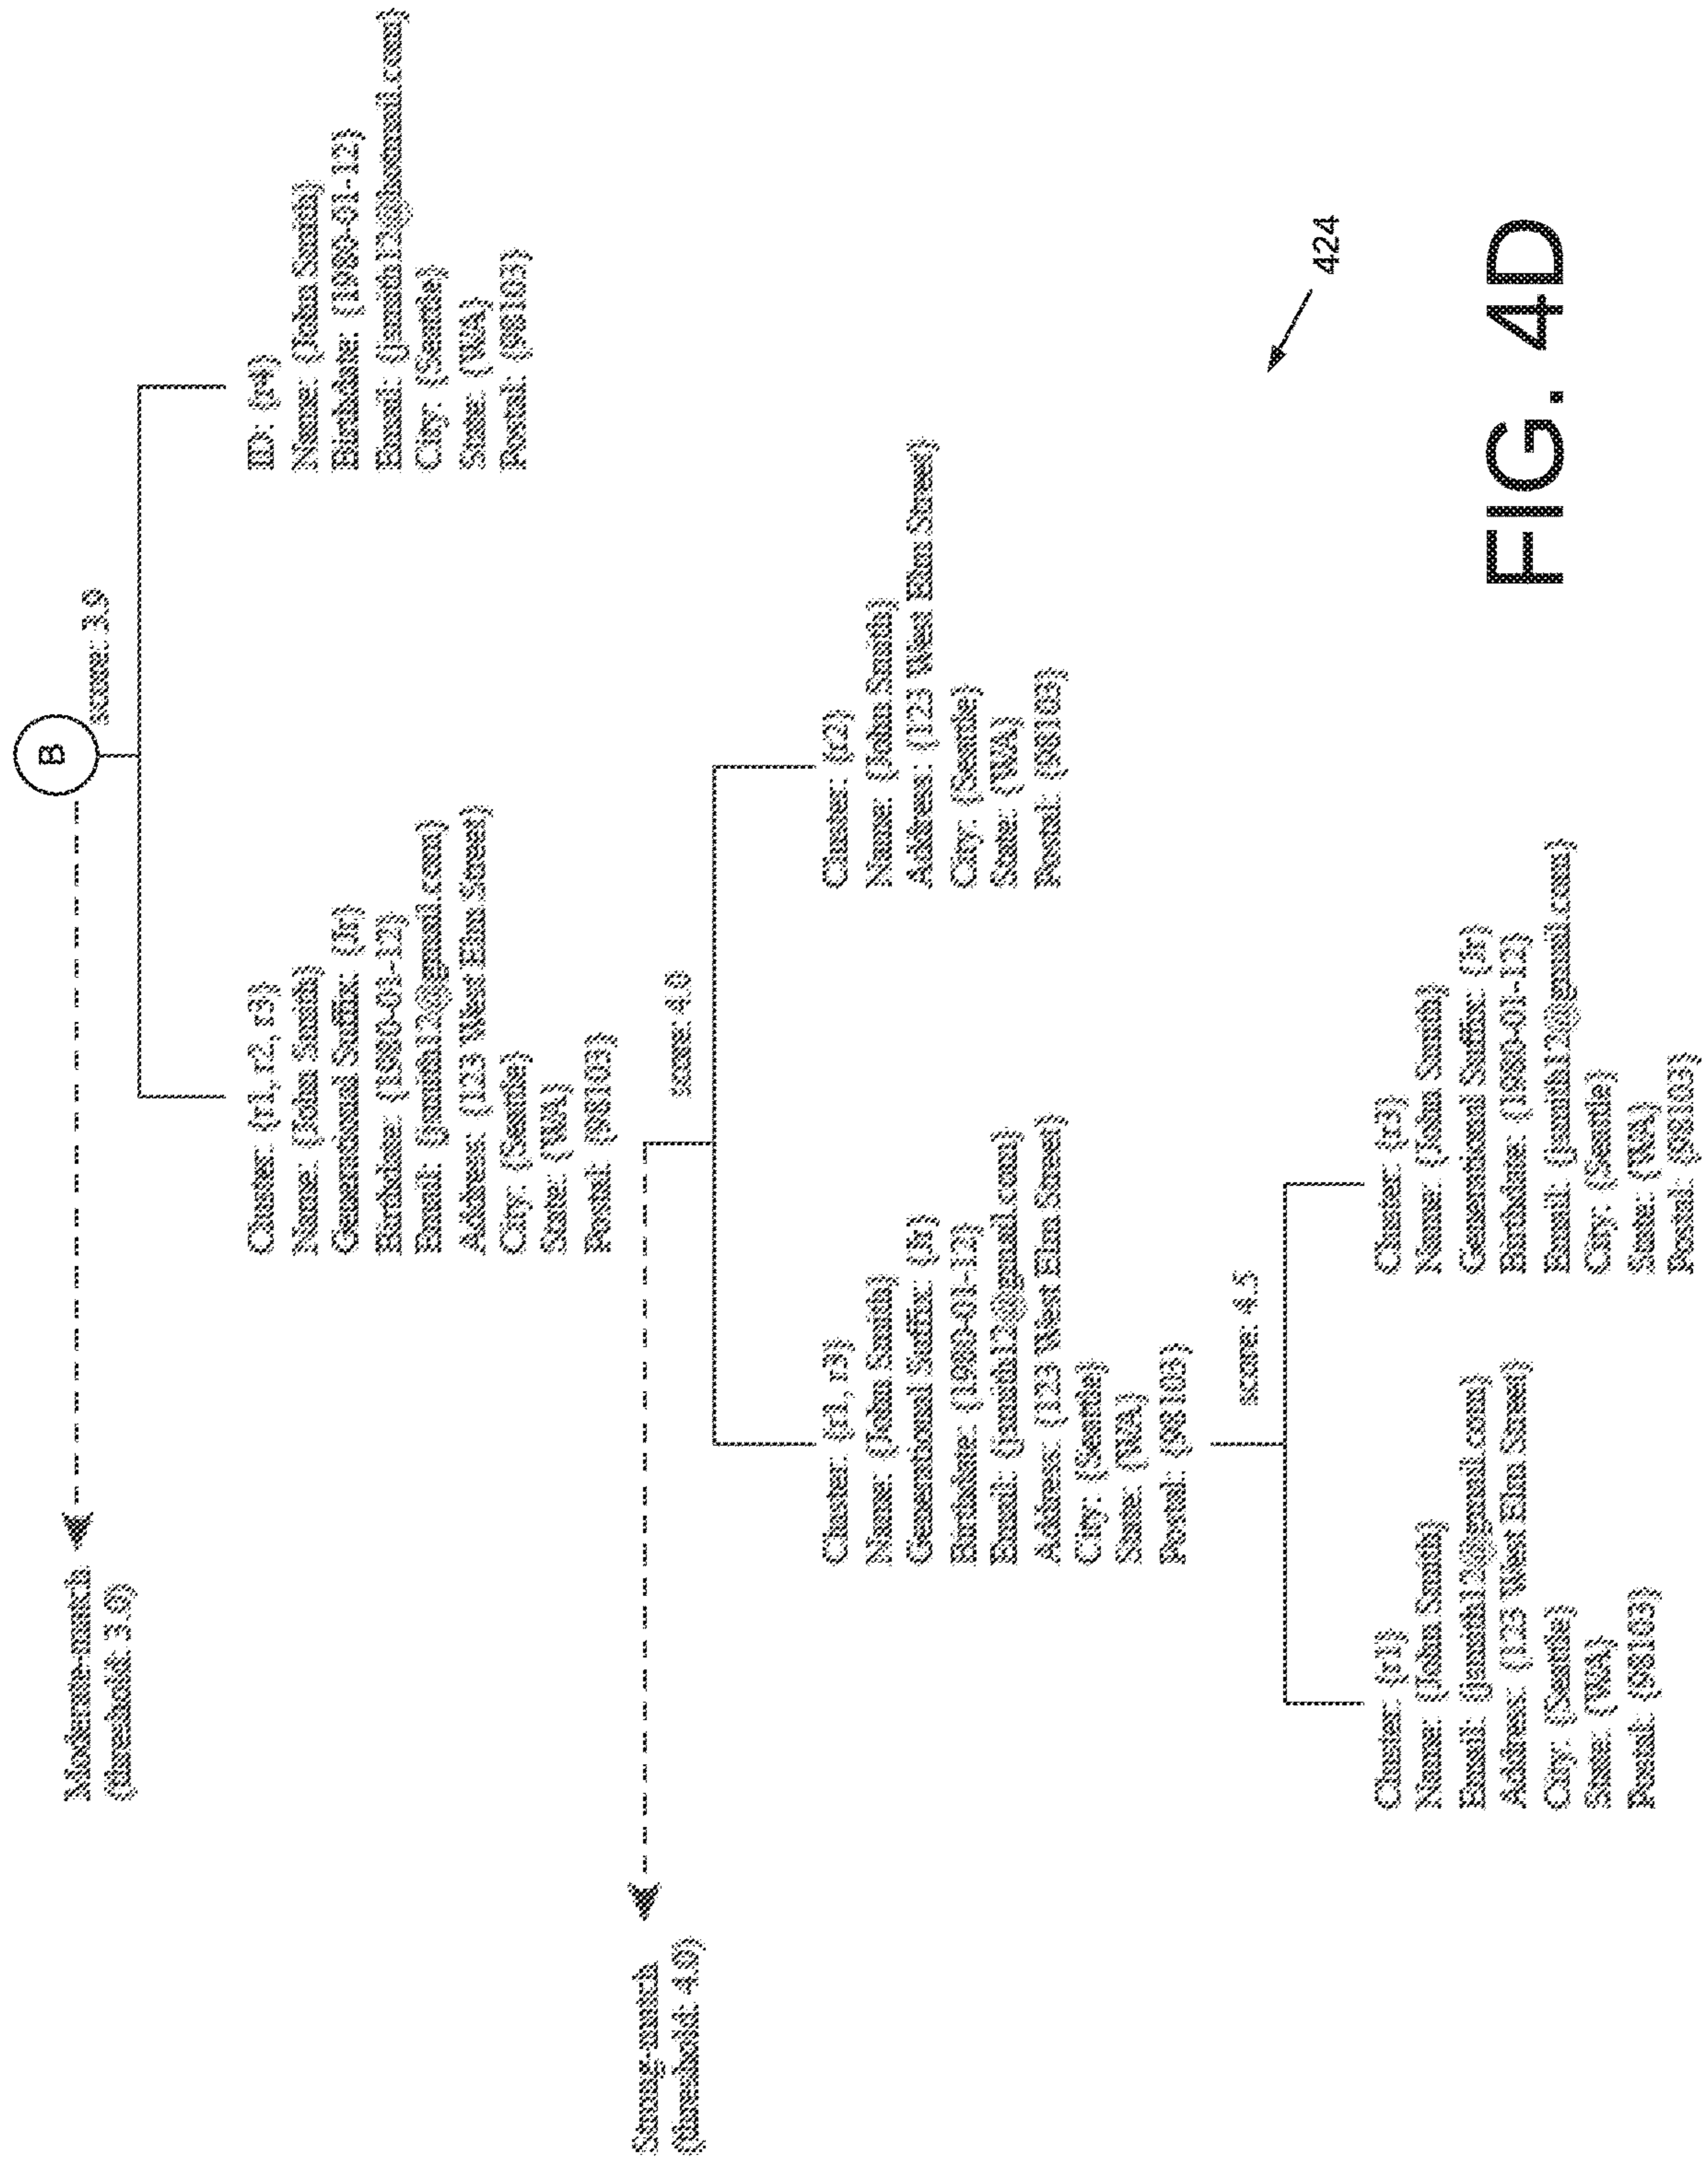 B
score: 3.9
Moderate-match
(threshold: 3.9)
Cluster: {r1, r2, r3}
Name: {John Smith}
Generational Suffix: {Jr}
Birthdate: {1980-01-12}
Email: {jsmith12@gmail.com}
Address: {123 West Elm Street}
City: {Seattle}
State: {WA}
Postal: {98103}
ID: {r4}
Name: {John Smith}
Birthdate: {1980-01-12}
Email: {jsmith12@hotmail.com}
City: {Seattle}
State: {WA}
Postal: {98103}
score: 4.0
Strong-match
(threshold: 4.0)
Cluster: {r1, r3}
Name: {John Smith}
Generational Suffix: {Jr}
Birthdate: {1980-01-12}
Email: {jsmith12@gmail.com}
Address: {123 West Elm Street}
City: {Seattle}
State: {WA}
Postal: {98103}
Cluster: {r2}
Name: {John Smith}
Address: {123 West Elm Street}
City: {Seattle}
State: {WA}
Postal: {98103}
score: 4.5
Cluster: {r1}
Name: {John Smith}
Email: {jsmith12@gmail.com}
Address: {123 West Elm Street}
City: {Seattle}
State: {WA}
Postal: {98103}
Cluster: {r3}
Name: {John Smith}
Generational Suffix: {Jr}
Birthdate: {1980-01-12}
Email: {jsmith12@gmail.com}
City: {Seattle}
State: {WA}
Postal: {98103}
424
FIG. 4D